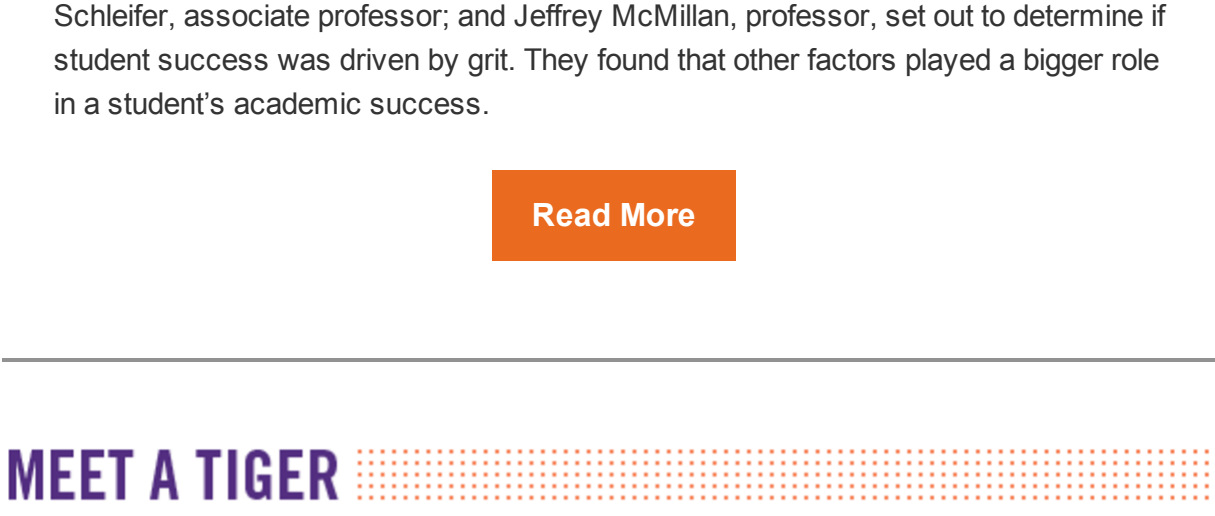 Schleifer, associate professor; and Jeffrey McMillan, professor, set out to determine if
student success was driven by grit. They found that other factors played a bigger role
in a student’s academic success.
Read More
MEET A TIGER